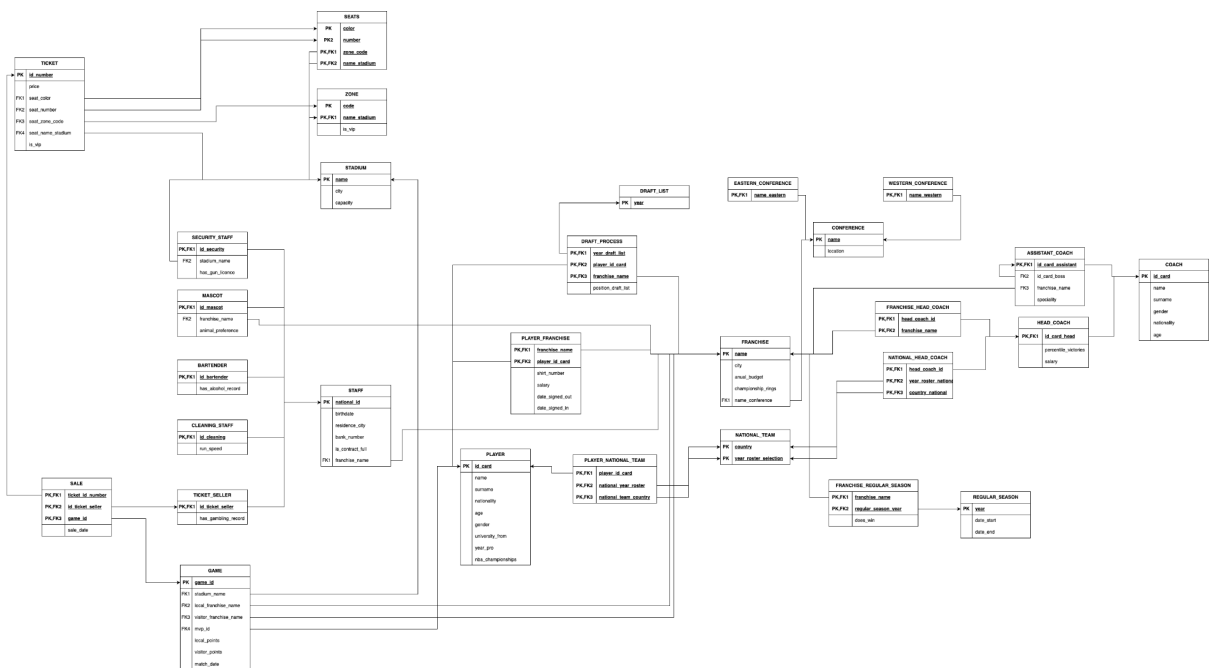 SEATS
PK color
PK2 number
PK,FK1 zone_code
PK,FK2 name_stadium
TICKET
PK id_number
price
FK1 seat_color
FK2 seat_number
FK3 seat_zone_code
FK4 seat_name_stadium
is_vip
ZONE
PK code
PK,FK1 name_stadium
is_vip
STADIUM
PK name
city
capacity
SECURITY_STAFF
PK,FK1 id_security
FK2 stadium_name
has_gun_licence
MASCOT
PK,FK1 id_mascot
FK2 franchise_name
animal_preference
BARTENDER
PK,FK1 id_bartender
has_alcohol_record
CLEANING_STAFF
PK,FK1 id_cleaning
run_speed
STAFF
PK national_id
birthdate
residence_city
bank_number
is_contract_full
FK1 franchise_name
SALE
PK,FK1 ticket_id_number
PK,FK2 id_ticket_seller
PK,FK3 game_id
sale_date
TICKET_SELLER
PK,FK1 id_ticket_seller
has_gambling_record
GAME
PK game_id
FK1 stadium_name
FK2 local_franchise_name
FK3 visitor_franchise_name
FK4 mvp_id
local_points
visitor_points
match_date
DRAFT_LIST
PK year
DRAFT_PROCESS
PK,FK1 year_draft_list
PK,FK2 player_id_card
PK,FK3 franchise_name
position_draft_list
PLAYER_FRANCHISE
PK,FK1 franchise_name
PK,FK2 player_id_card
shirt_number
salary
date_signed_out
date_signed_in
PLAYER
PK id_card
name
surname
nationality
age
gender
university_from
year_pro
nba_championships
PLAYER_NATIONAL_TEAM
PK,FK1 player_id_card
PK,FK2 national_year_roster
PK,FK3 national_team_country
EASTERN_CONFERENCE
PK,FK1 name_eastern
WESTERN_CONFERENCE
PK,FK1 name_western
CONFERENCE
PK name
location
FRANCHISE
PK name
city
anual_budget
championship_rings
FK1 name_conference
NATIONAL_TEAM
PK country
PK year_roster_selection
ASSISTANT_COACH
PK,FK1 id_card_assistant
FK2 id_card_boss
FK3 franchise_name
speciality
COACH
PK id_card
name
surname
gender
nationality
age
FRANCHISE_HEAD_COACH
PK,FK1 head_coach_id
PK,FK2 franchise_name
HEAD_COACH
PK,FK1 id_card_head
percentile_victories
salary
NATIONAL_HEAD_COACH
PK,FK1 head_coach_id
PK,FK2 year_roster_national
PK,FK3 country_national
FRANCHISE_REGULAR_SEASON
PK,FK1 franchise_name
PK,FK2 regular_season_year
does_win
REGULAR_SEASON
PK year
date_start
date_end